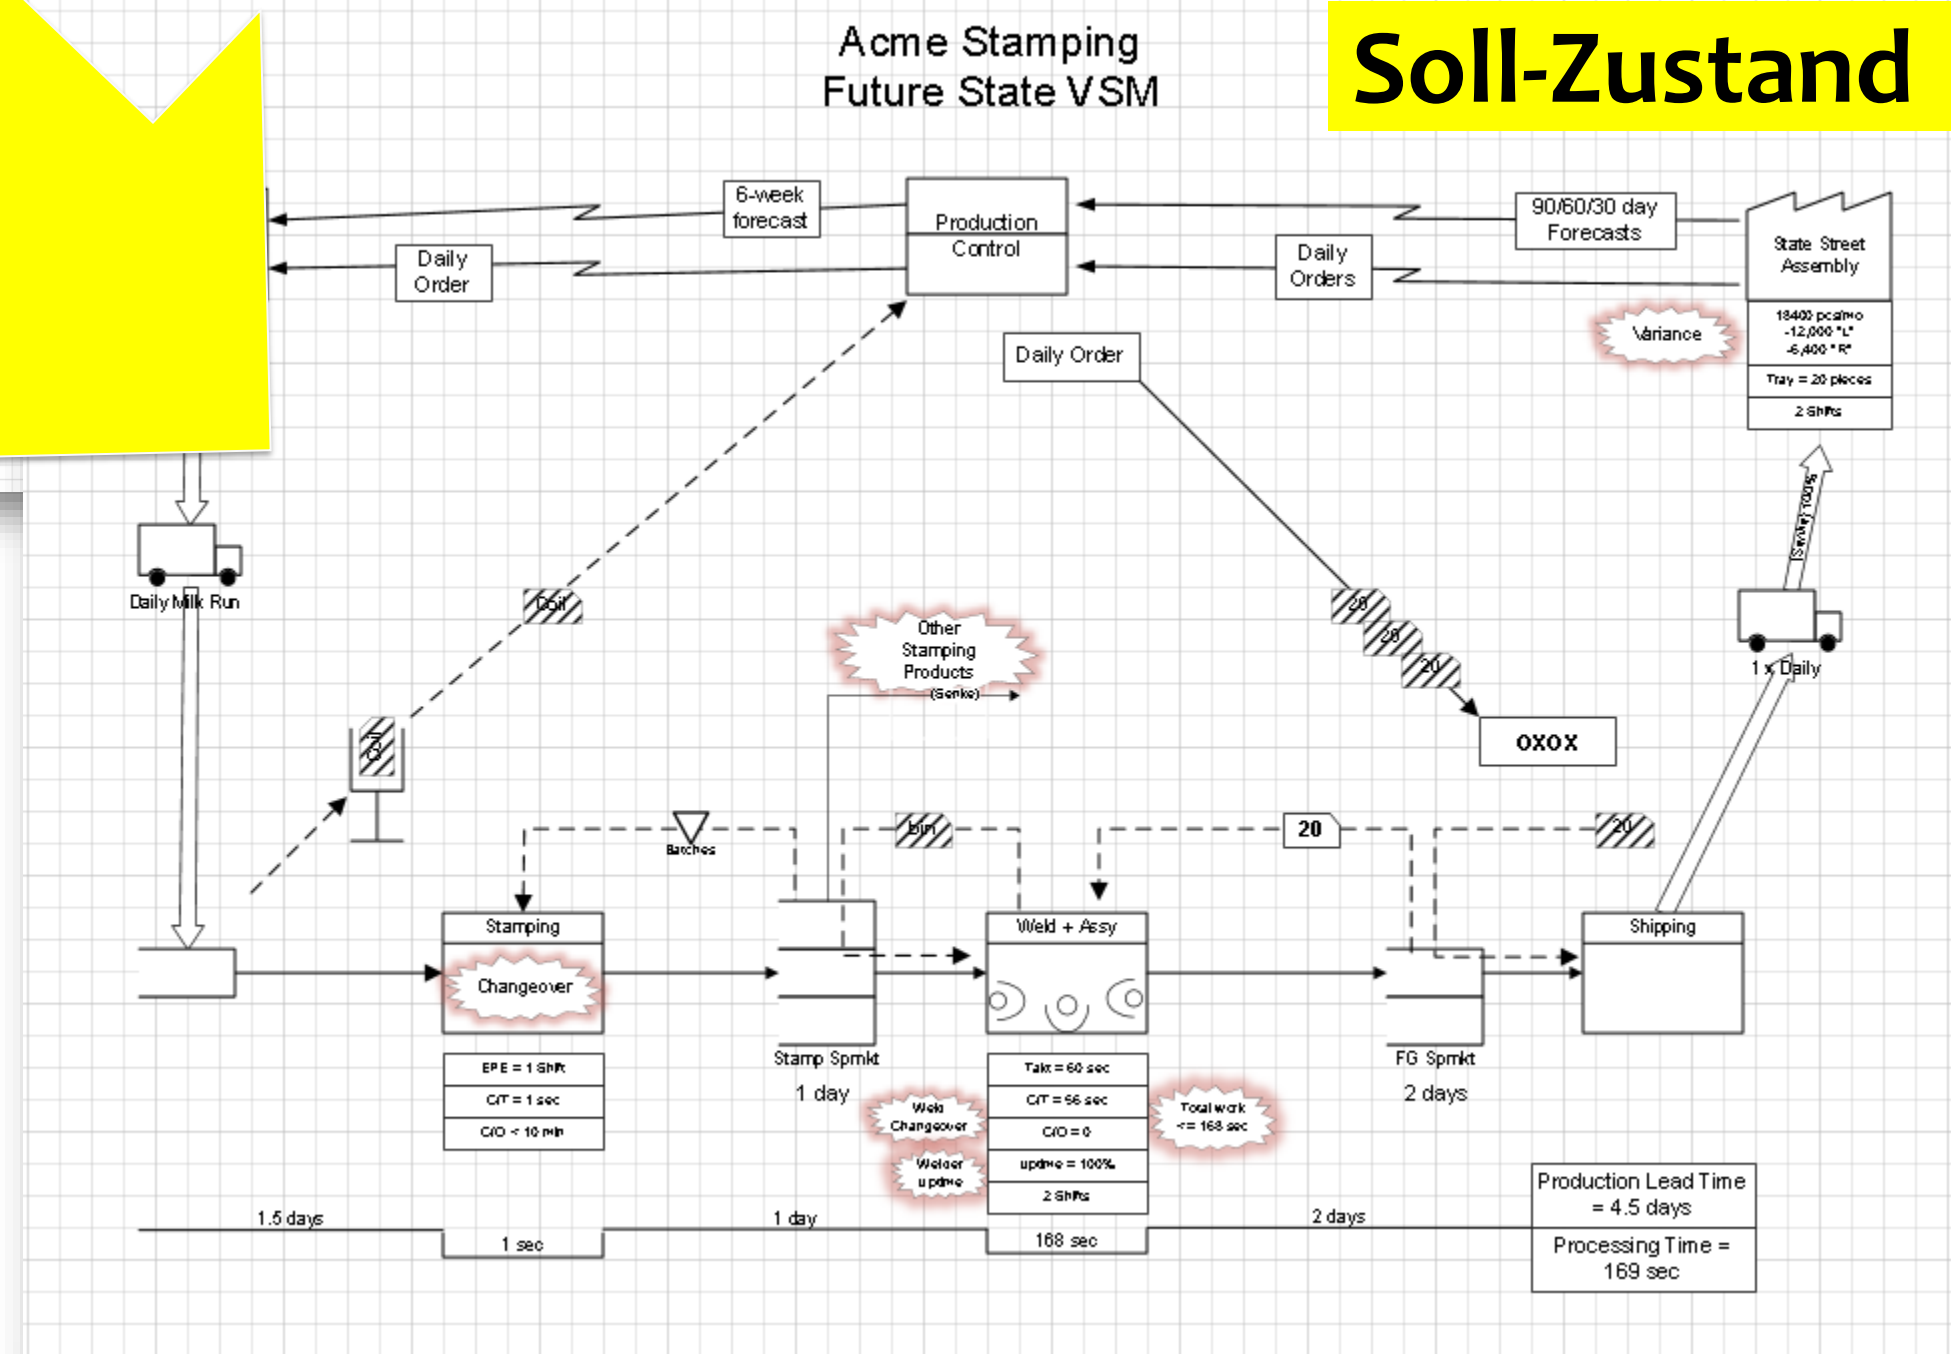 Acme Stamping
Future State VSM
Soll-Zustand
6-week
forecast
Daily
Order
Production
Control
90/60/30 day
Forecasts
Daily
Orders
State Street
Assembly
Variance
18400 pcs/mo
-12,000 "L"
-6,400 "R"
Tray = 20 pieces
2 Shifts
Daily Order
Daily Milk Run
Coil
Other
Stamping
Products
(Senke)
20
20
20
1 x Daily
OXOX
Batches
bin
20
20
Stamping
Changeover
Weld + Assy
Shipping
EPE = 1 Shift
C/T = 1 sec
C/O < 10 min
Stamp Sprmkt
1 day
Takt = 60 sec
C/T = 56 sec
C/O = 0
uptime = 100%
2 Shifts
Weld
Changeover
Welder
uptime
Total work
<= 168 sec
FG Sprmkt
2 days
1.5 days
1 sec
1 day
168 sec
2 days
Production Lead Time
= 4.5 days
Processing Time =
169 sec